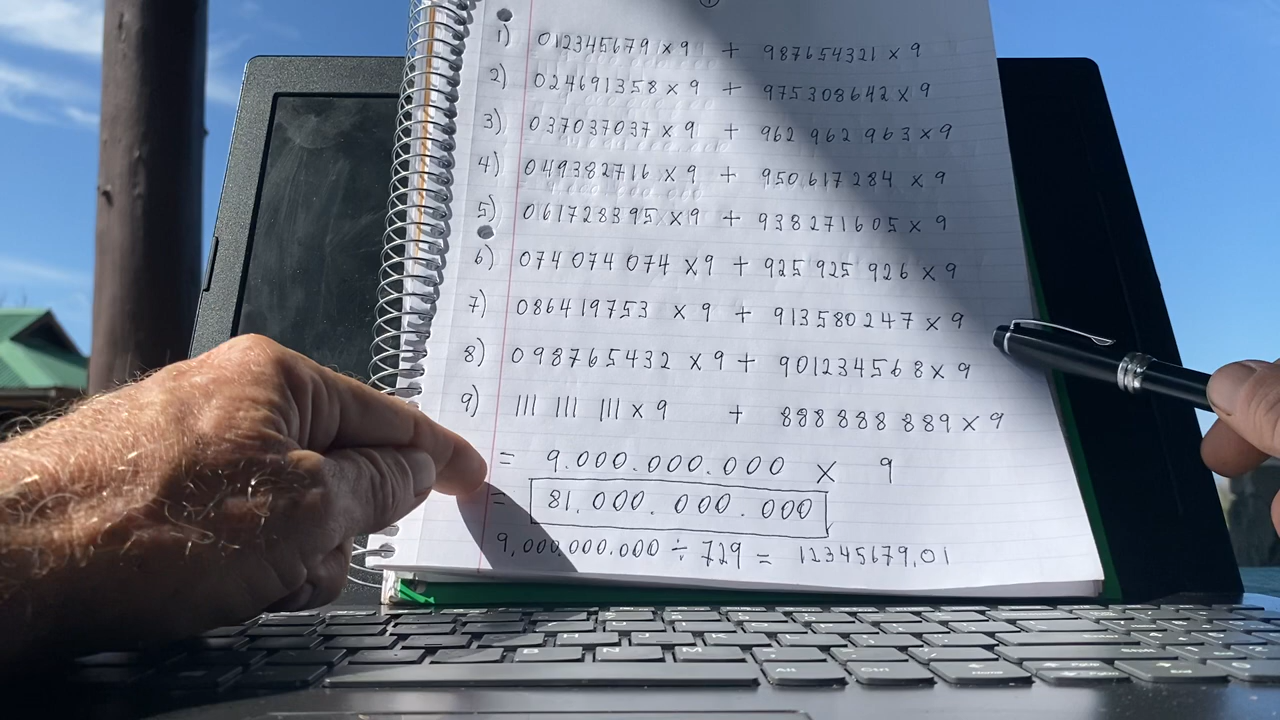 1
1) 012345679 x 9 + 987654321 x 9
2) 024691358 x 9 + 975308642 x 9
3) 037037037 x 9 + 962 962 963 x 9
4) 049382716 x 9 + 950.617284 x 9
5) 061728395 x 9 + 938271605 x 9
6) 074 074 074 x 9 + 925 925 926 x 9
7) 086419753 x 9 + 913580247 x 9
8) 098765432 x 9 + 901234568 x 9
9) 111 111 111 x 9 + 888 888 889 x 9
= 9.000.000.000 x 9
= 81.000.000.000
9,000.000.000 ÷ 729 = 12345679,01